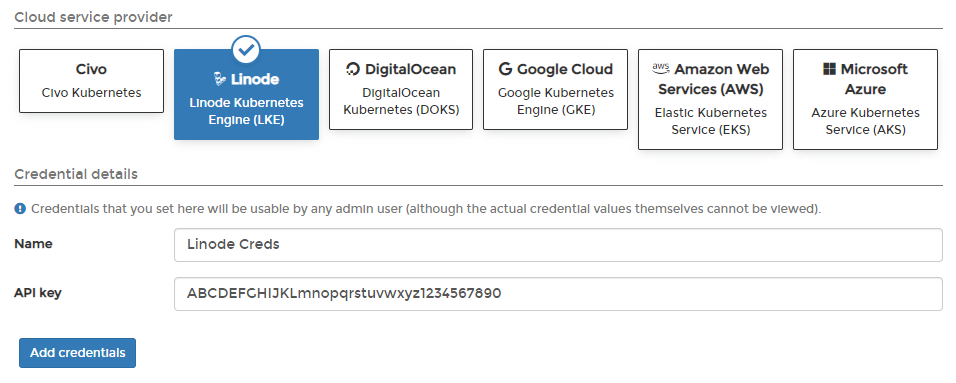 Cloud service provider
Civo
Civo Kubernetes
Linode
Linode Kubernetes
Engine (LKE)
DigitalOcean
DigitalOcean
Kubernetes (DOKS)
Google Cloud
Google Kubernetes
Engine (GKE)
aws Amazon Web
Services (AWS)
Elastic Kubernetes
Service (EKS)
Microsoft
Azure
Azure Kubernetes
Service (AKS)
Credential details
Credentials that you set here will be usable by any admin user (although the actual credential values themselves cannot be viewed).
Name
Linode Creds
API key
ABCDEFGHIJKLmnopqrstuvwxyz1234567890
Add credentials